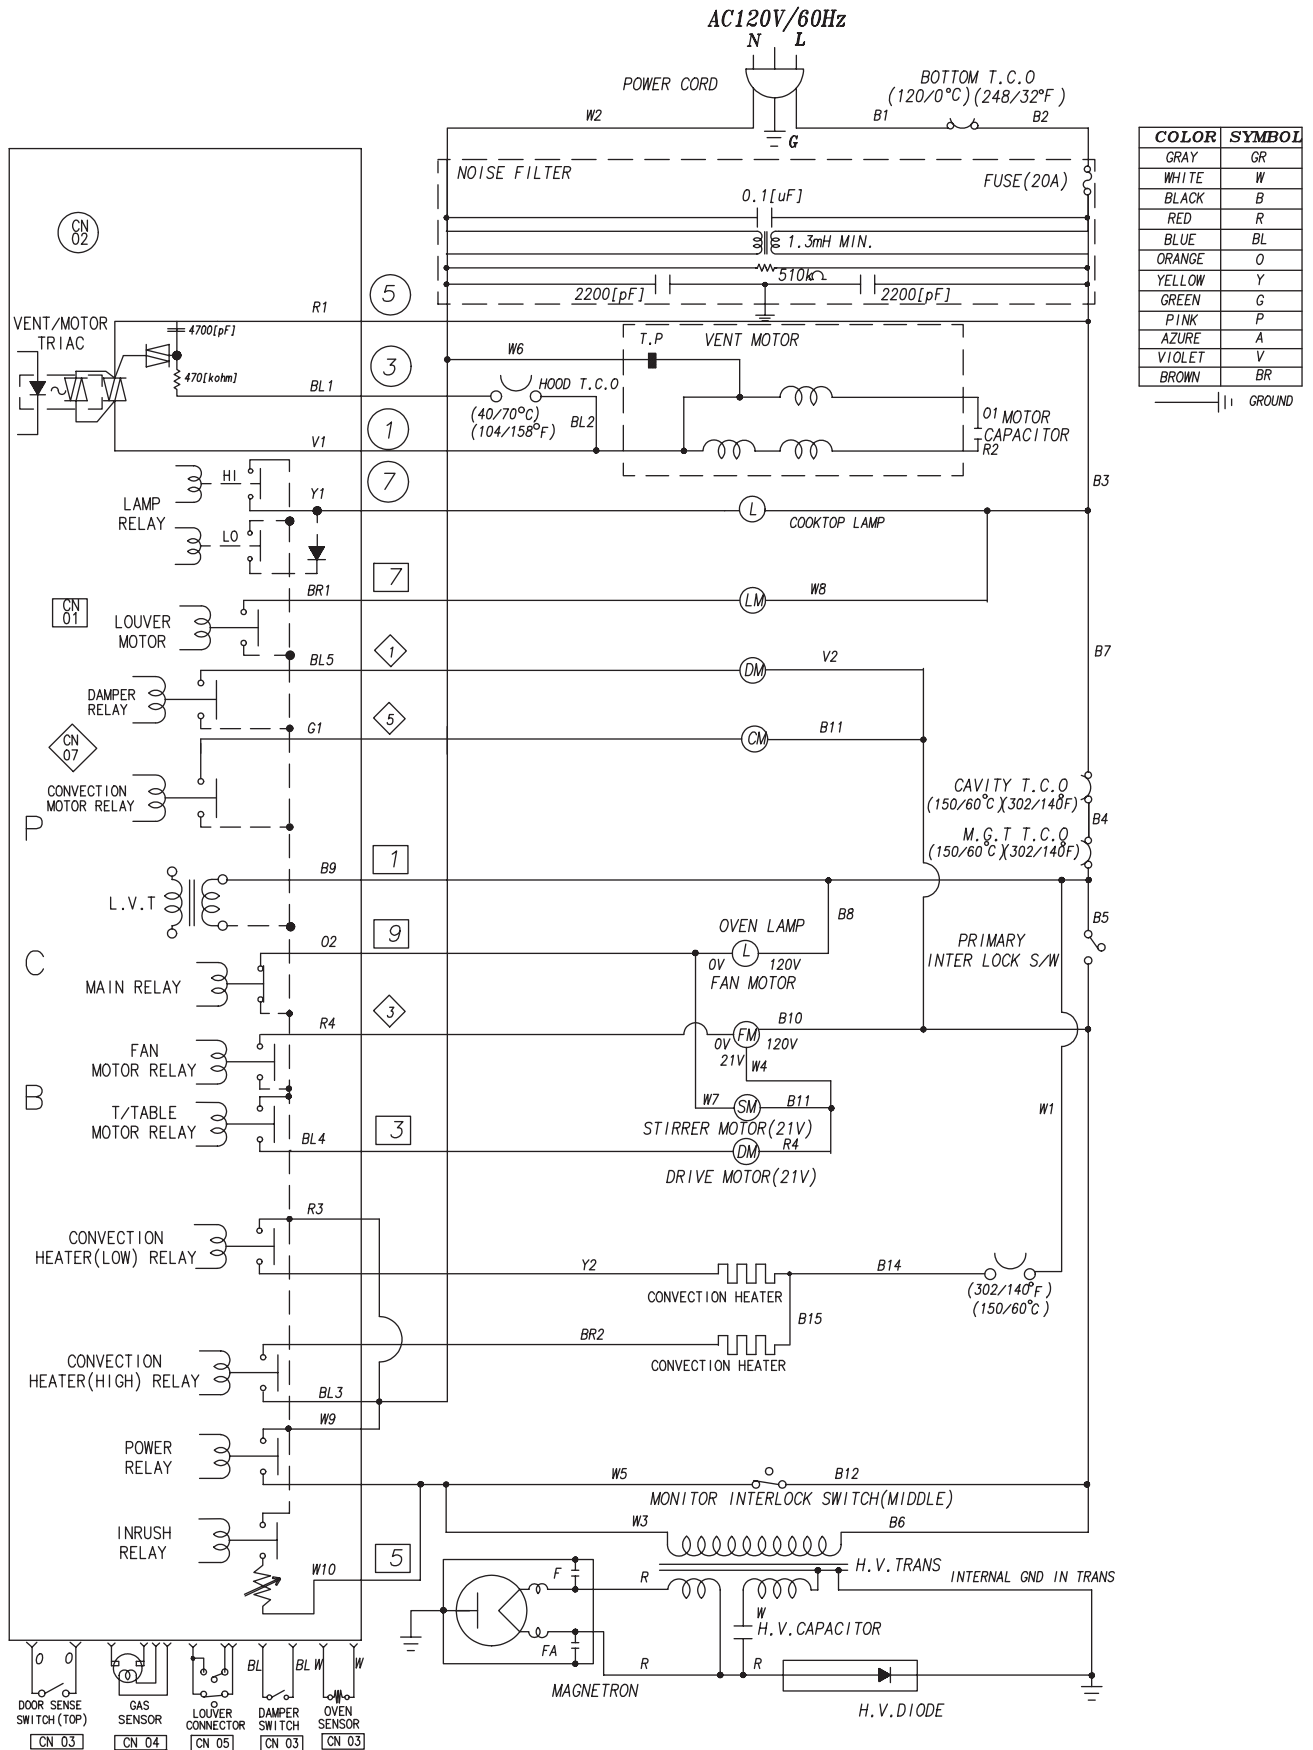 AC120V/60Hz
N L
POWER CORD
BOTTOM T.C.O
(120/0°C)(248/32°F)
W2
B1
B2
G
NOISE FILTER
FUSE(20A)
0.1[uF]
1.3mH MIN.
510kΩ
2200[pF]
2200[pF]
COLOR SYMBOL
GRAY GR
WHITE W
BLACK B
RED R
BLUE BL
ORANGE O
YELLOW Y
GREEN G
PINK P
AZURE A
VIOLET V
BROWN BR
GROUND
CN
02
5
R1
VENT/MOTOR
TRIAC
4700[pF]
470[kohm]
3
W6
T.P
VENT MOTOR
BL1
HOOD T.C.O
(40/70°C)
(104/158°F)
BL2
O1
MOTOR
CAPACITOR
R2
1
V1
7
HI
Y1
LAMP
RELAY
LO
L
COOKTOP LAMP
B3
7
BR1
LM
W8
CN
01
LOUVER
MOTOR
1
BL5
DM
V2
B7
DAMPER
RELAY
5
G1
CM
B11
CN
07
CONVECTION
MOTOR RELAY
CAVITY T.C.O
(150/60°C)(302/140°F)
B4
M.G.T T.C.O
(150/60°C)(302/140°F)
P
1
B9
L.V.T
B8
B5
OVEN LAMP
9
O2
L
0V 120V
FAN MOTOR
PRIMARY
INTER LOCK S/W
C
MAIN RELAY
3
R4
FM
B10
0V 120V
21V
W4
FAN
MOTOR RELAY
B
T/TABLE
MOTOR RELAY
W7
SM
B11
STIRRER MOTOR(21V)
W1
3
BL4
DM
R4
DRIVE MOTOR(21V)
R3
CONVECTION
HEATER(LOW) RELAY
Y2
B14
CONVECTION HEATER
(302/140°F)
(150/60°C)
B15
BR2
CONVECTION HEATER
CONVECTION
HEATER(HIGH) RELAY
BL3
W9
POWER
RELAY
W5
B12
MONITOR INTERLOCK SWITCH(MIDDLE)
W3
B6
INRUSH
RELAY
5
W10
H.V.TRANS
INTERNAL GND IN TRANS
F
R
W
H.V.CAPACITOR
FA
R
R
MAGNETRON
H.V.DIODE
O O
BL BL
W W
DOOR SENSE
SWITCH(TOP)
GAS
SENSOR
LOUVER
CONNECTOR
DAMPER
SWITCH
OVEN
SENSOR
CN 03
CN 04
CN 05
CN 03
CN 03